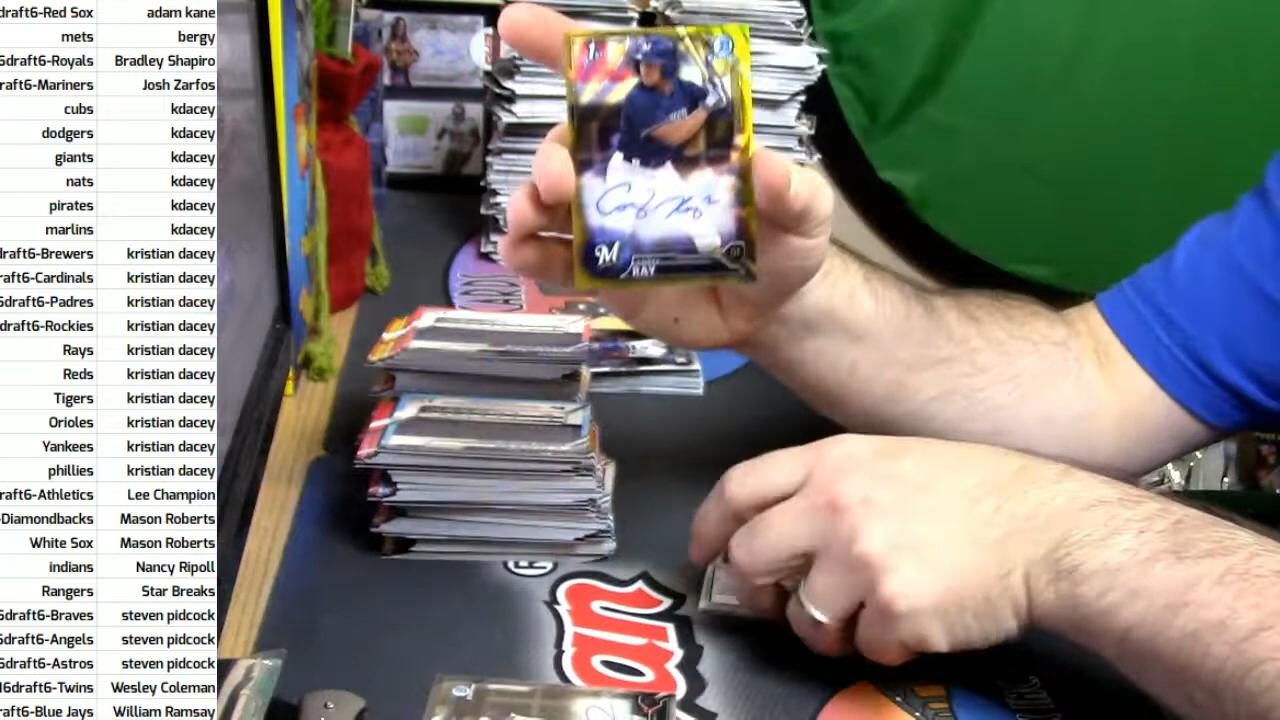 draft6-Red Sox adam kane
mets bergy
6draft6-Royals Bradley Shapiro
raft6-Mariners Josh Zarfos
cubs kdacey
dodgers kdacey
giants kdacey
nats kdacey
pirates kdacey
marlins kdacey
draft6-Brewers kristian dacey
raft6-Cardinals kristian dacey
6draft6-Padres kristian dacey
draft6-Rockies kristian dacey
Rays kristian dacey
Reds kristian dacey
Tigers kristian dacey
Orioles kristian dacey
Yankees kristian dacey
phillies kristian dacey
raft6-Athletics Lee Champion
-Diamondbacks Mason Roberts
White Sox Mason Roberts
indians Nancy Ripoll
Rangers Star Breaks
6draft6-Braves steven pidcock
6draft6-Angels steven pidcock
6draft6-Astros steven pidcock
16draft6-Twins Wesley Coleman
raft6-Blue Jays William Ramsay
1st
M
RAY
OF
CARDS
R
un